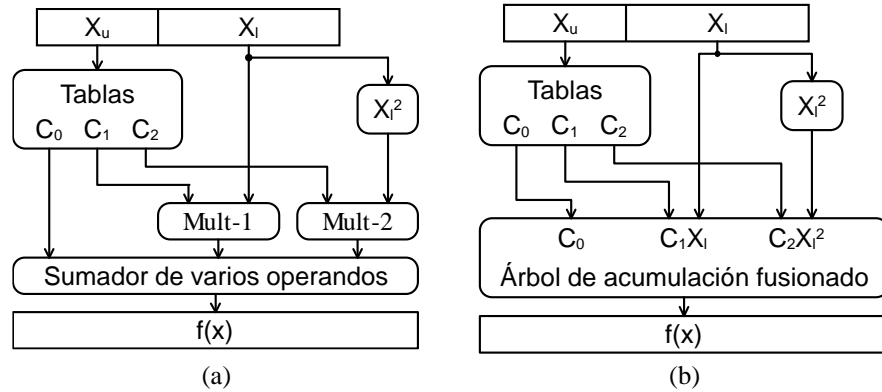 Xu Xl
Tablas
C0 C1 C2
Xl2
Mult-1 Mult-2
Sumador de varios operandos
f(x)
(a)
Xu Xl
Tablas
C0 C1 C2
Xl2
C0 C1Xl C2Xl2
Árbol de acumulación fusionado
f(x)
(b)